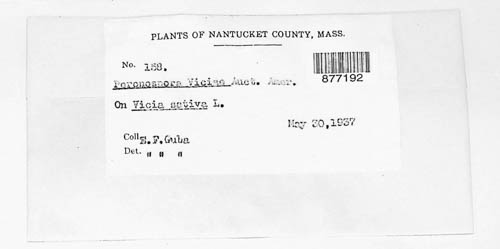 PLANTS OF NANTUCKET COUNTY, MASS.
No. 158.
877192
Peronospora Viciae Auct. Amer.
On Vicia sativa L.
May 30,1937
Coll. E.F.Guba
Det. " " "